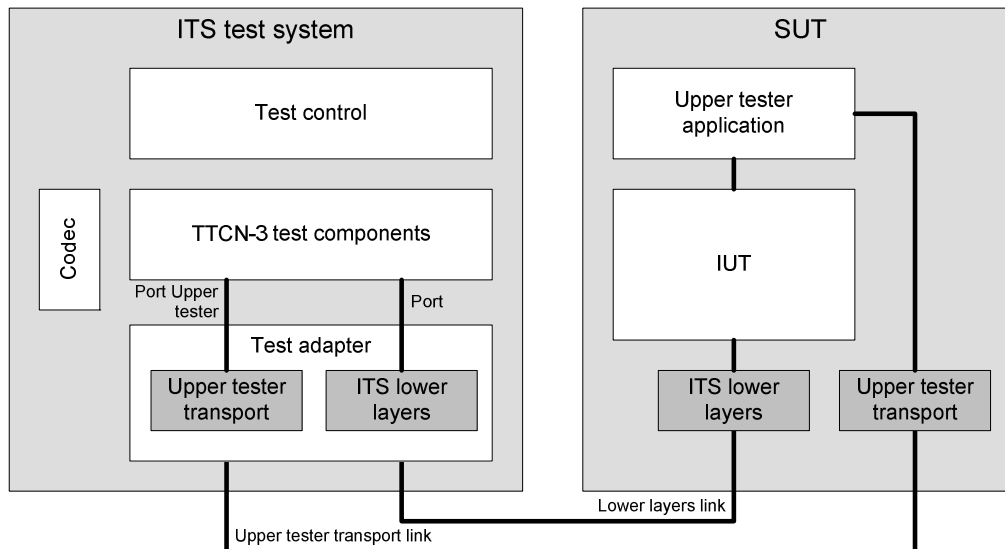 ITS test system
Test control
Codec
TTCN-3 test components
Port Upper
tester
Port
Test adapter
Upper tester
transport
ITS lower
layers
SUT
Upper tester
application
IUT
ITS lower
layers
Upper tester
transport
Lower layers link
Upper tester transport link